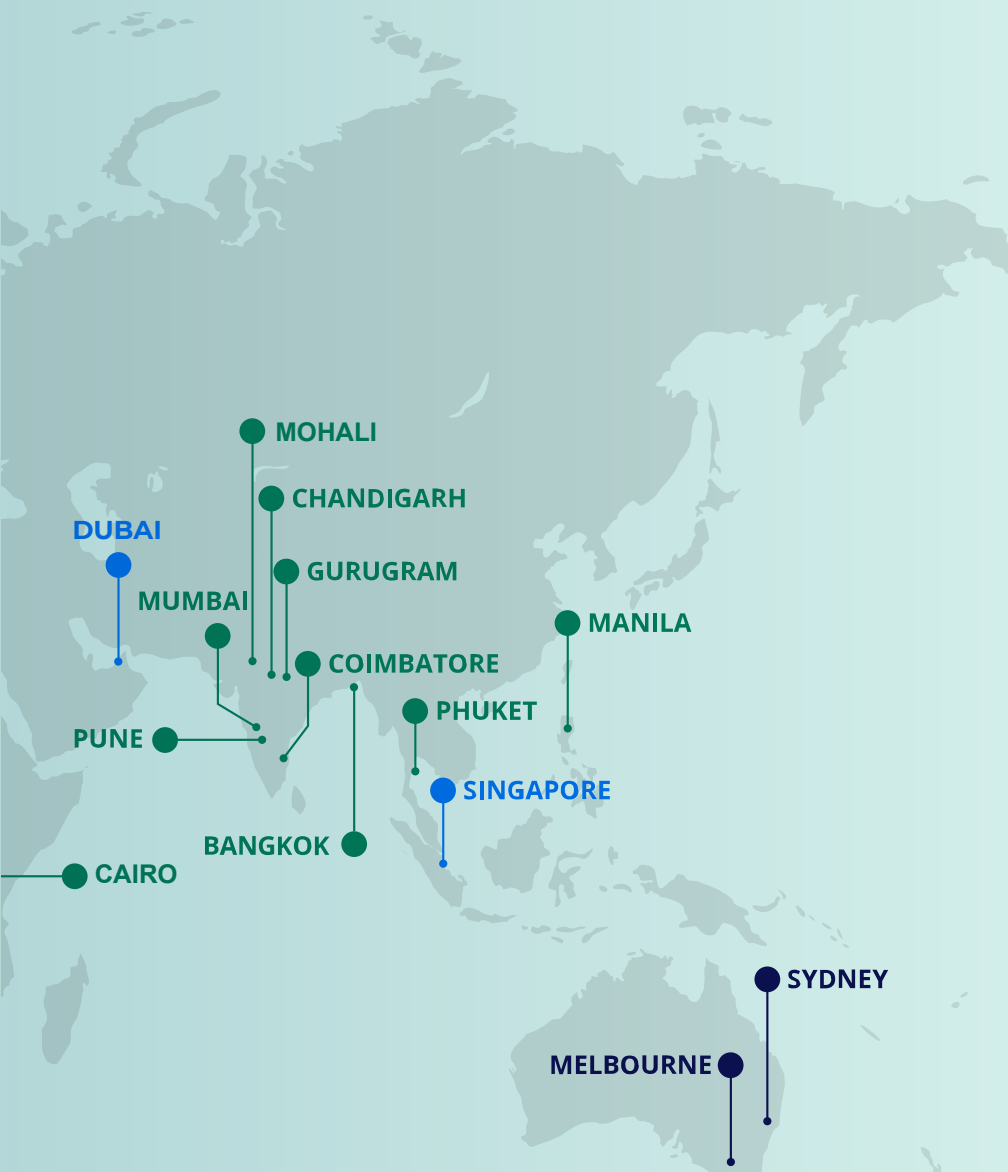 MOHALI
CHANDIGARH
DUBAI
GURUGRAM
MUMBAI
MANILA
COIMBATORE
PHUKET
PUNE
SINGAPORE
BANGKOK
CAIRO
SYDNEY
MELBOURNE